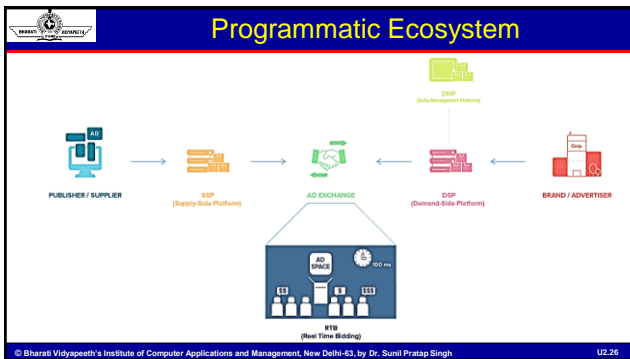 BHARATI VIDYAPEETH
Programmatic Ecosystem
DMP
(Data Management Platform)
AD
Corp.
PUBLISHER / SUPPLIER
SSP
(Supply-Side Platform)
AD EXCHANGE
DSP
(Demand-Side Platform)
BRAND / ADVERTISER
AD
SPACE
100 ms
$$
$
$$$
RTB
(Real Time Bidding)
© Bharati Vidyapeeth's Institute of Computer Applications and Management, New Delhi-63, by Dr. Sunil Pratap Singh
U2.26